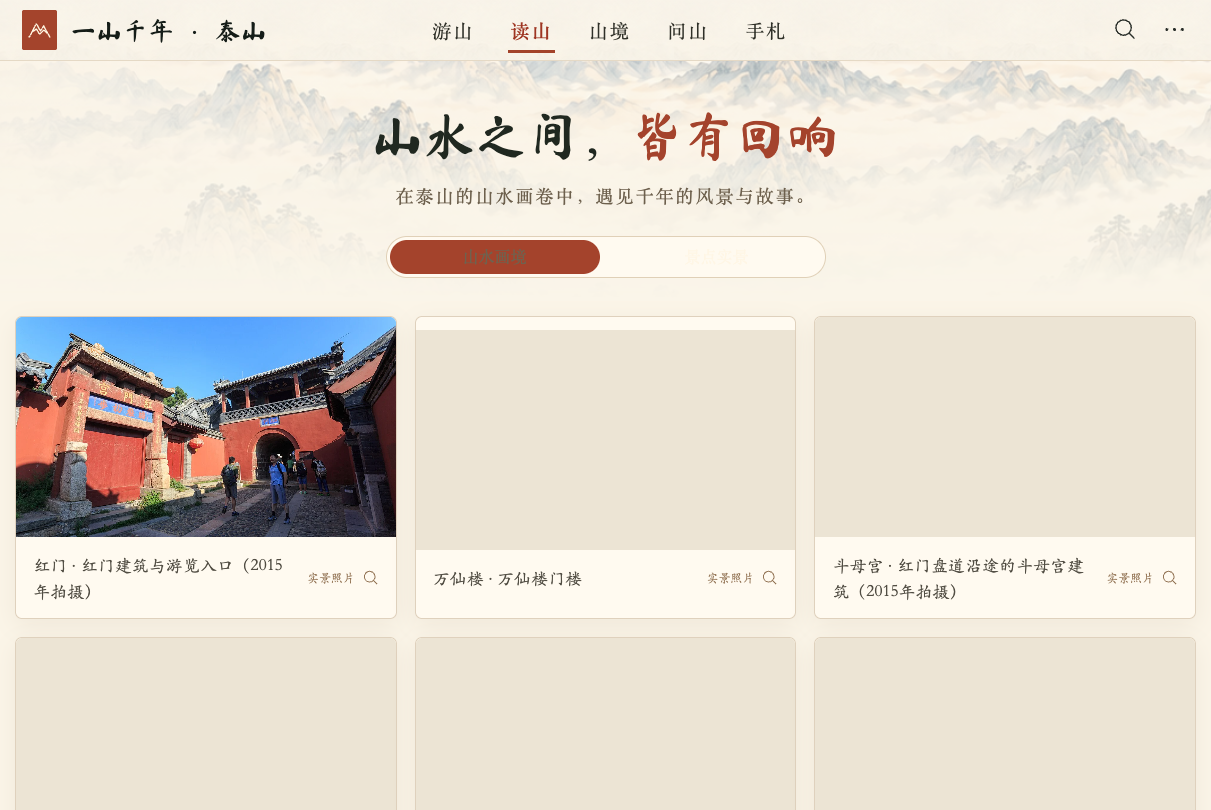 一山千年 · 泰山
游山 读山 山境 问山 手札
山水之间，皆有回响
在泰山的山水画卷中，遇见千年的风景与故事。
山水画境
红门 · 红门建筑与游览入口（2015
年拍摄）
实景照片
万仙楼 · 万仙楼门楼
实景照片
斗母宫 · 红门盘道沿途的斗母宫建
筑（2015年拍摄）
实景照片